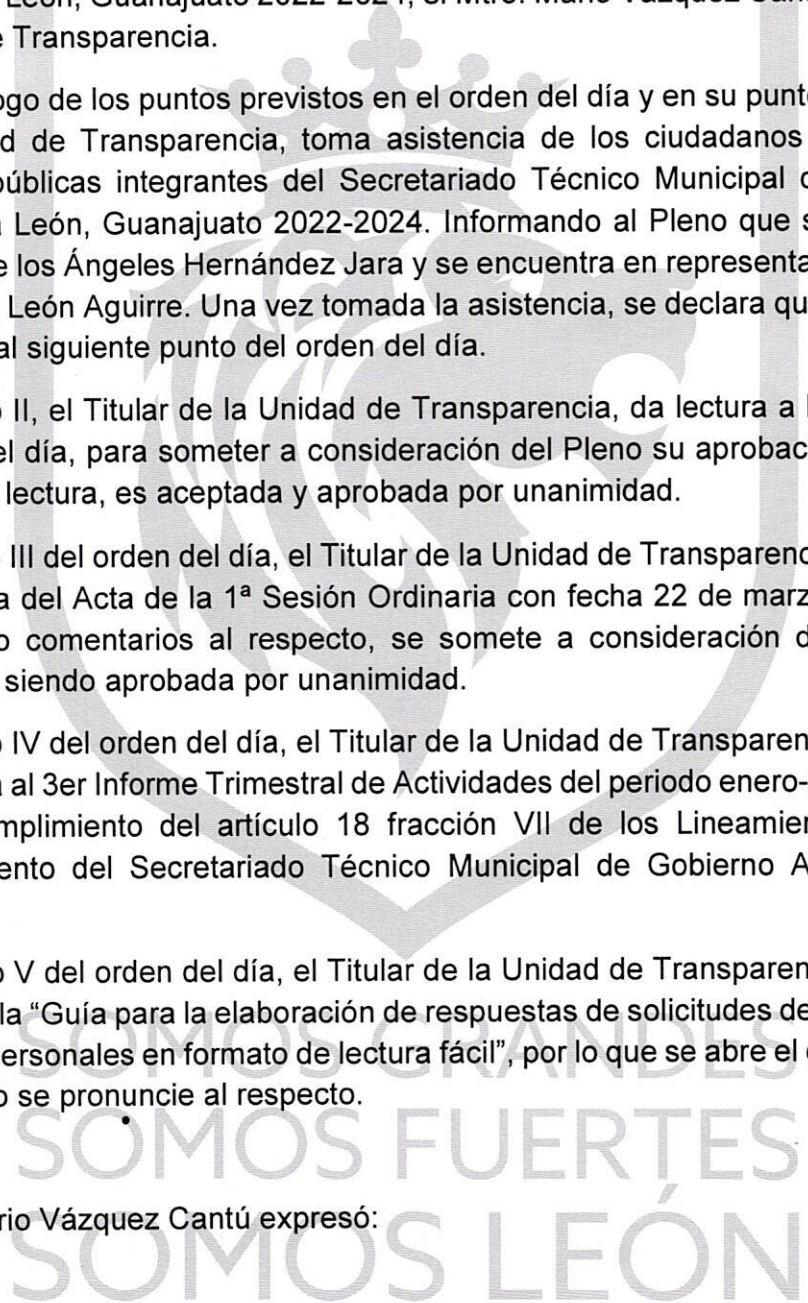 León, Guanajuato 2022-2024, el Mtro. Mario Vázquez
e Transparencia.
ogo de los puntos previstos en el orden del día y en su punto
d de Transparencia, toma asistencia de los ciudadanos
públicas integrantes del Secretariado Técnico Municipal
León, Guanajuato 2022-2024. Informando al Pleno que s
e los Ángeles Hernández Jara y se encuentra en representa
León Aguirre. Una vez tomada la asistencia, se declara qu
al siguiente punto del orden del día.
o II, el Titular de la Unidad de Transparencia, da lectura a l
el día, para someter a consideración del Pleno su aprobac
lectura, es aceptada y aprobada por unanimidad.
o III del orden del día, el Titular de la Unidad de Transparenc
a del Acta de la 1ª Sesión Ordinaria con fecha 22 de marz
o comentarios al respecto, se somete a consideración d
siendo aprobada por unanimidad.
o IV del orden del día, el Titular de la Unidad de Transparen
a al 3er Informe Trimestral de Actividades del periodo enero-
mplimiento del artículo 18 fracción VII de los Lineamien
ento del Secretariado Técnico Municipal de Gobierno A
o V del orden del día, el Titular de la Unidad de Transparen
la “Guía para la elaboración de respuestas de solicitudes de
ersonales en formato de lectura fácil”, por lo que se abre el
o se pronuncie al respecto.
rio Vázquez Cantú expresó:
SOMOS GRANDES
SOMOS FUERTES
SOMOS LEÓN